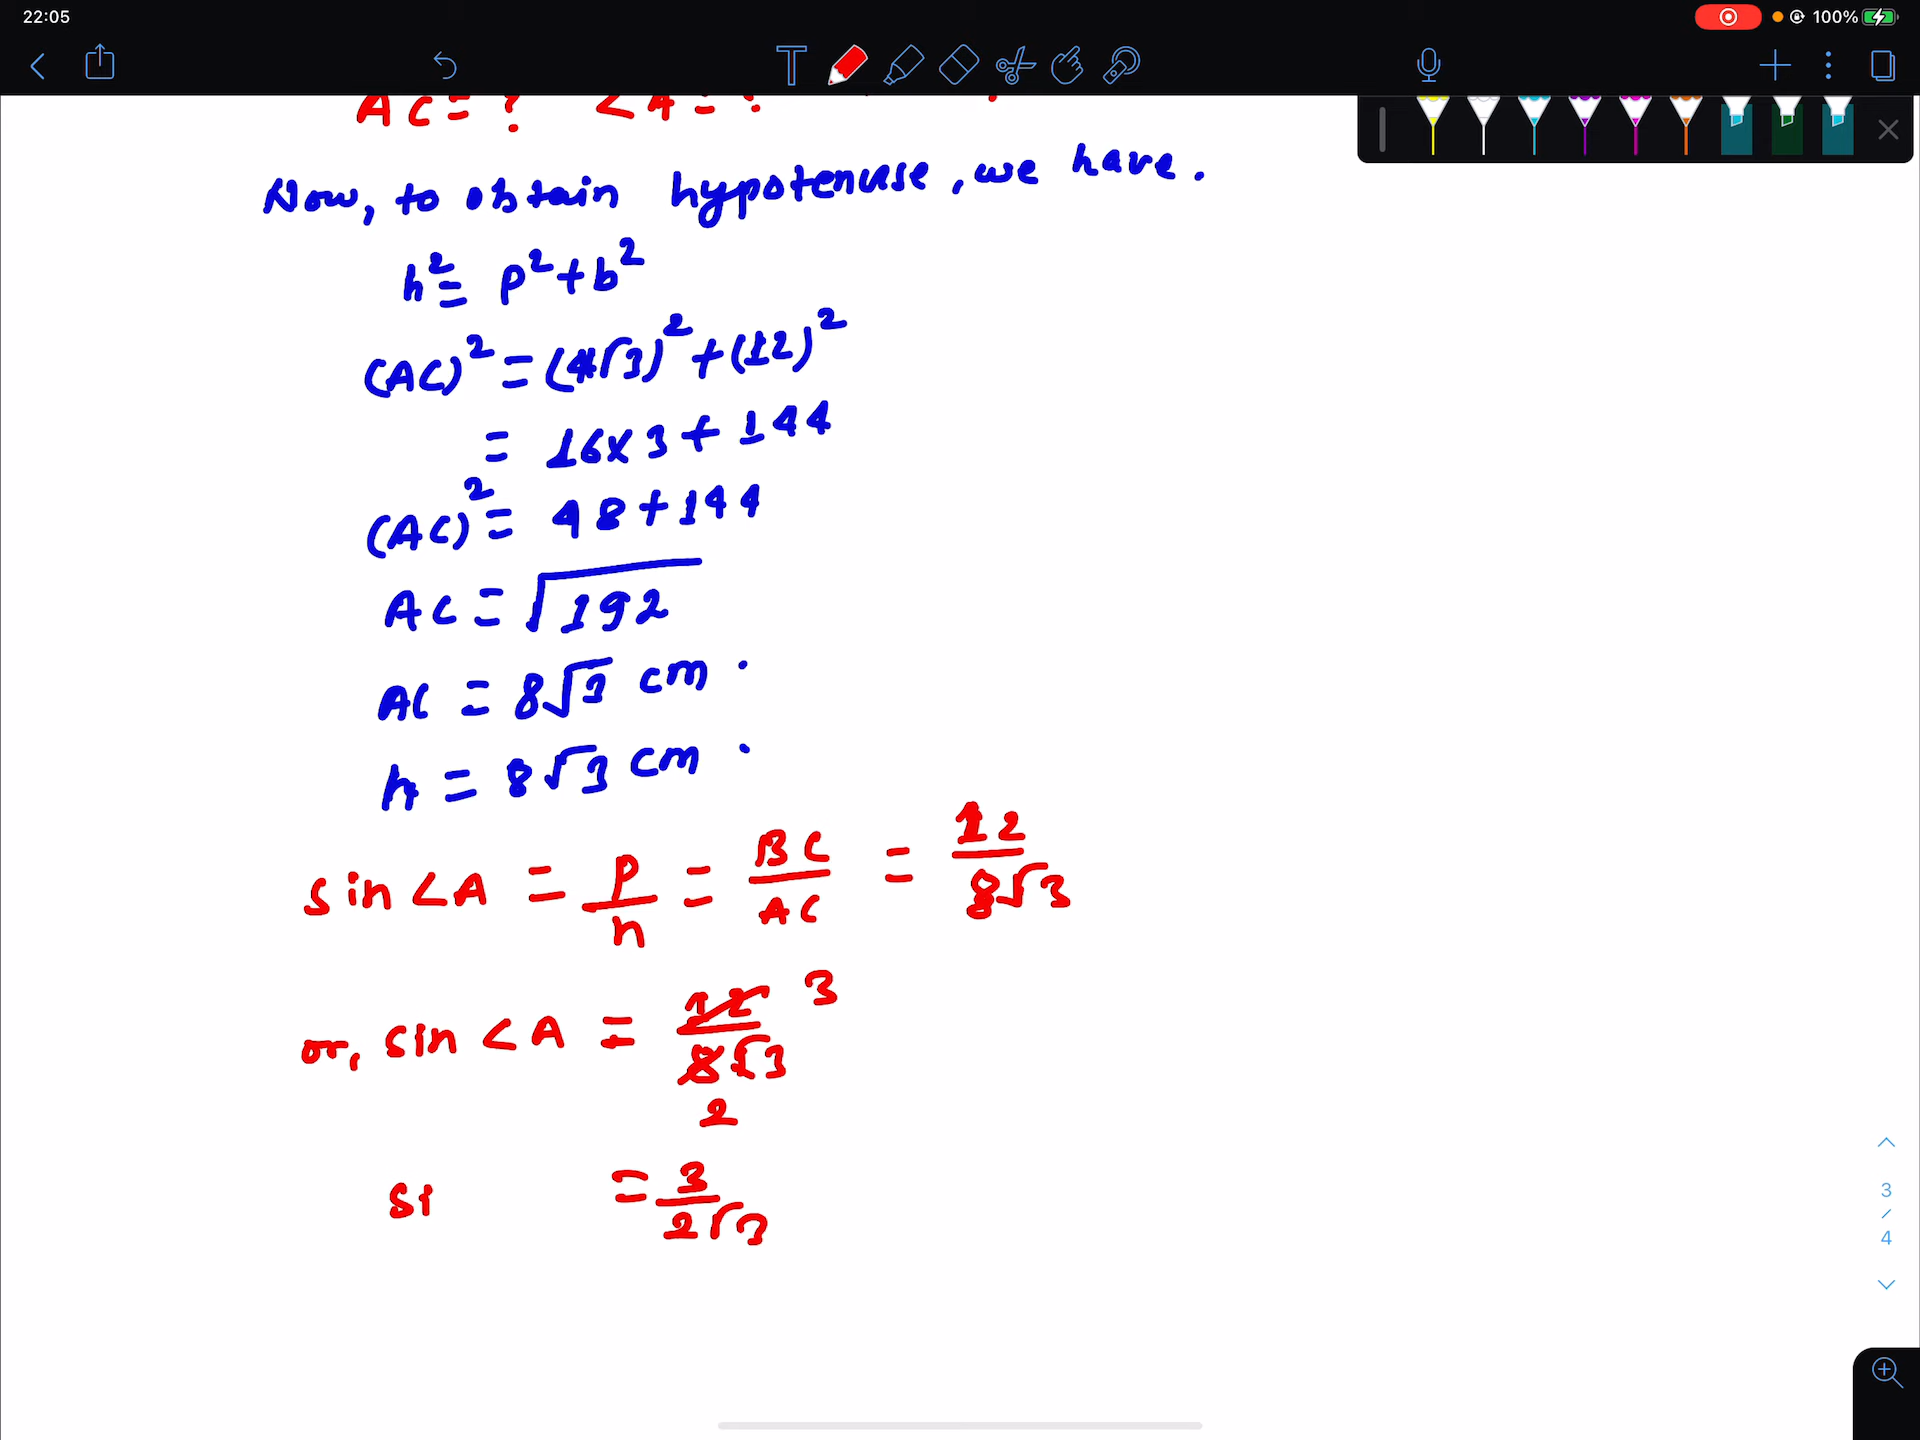 22:05
100%
AC = ? <A = ?
Now, to obtain hypotenuse, we have.
h² = p² + b²
(AC)² = (4√3)² + (12)²
= 16×3 + 144
(AC)² = 48 + 144
AC = √192
AC = 8√3 cm.
h = 8√3 cm.
sin <A = p/h = BC/AC = 12/8√3
or, sin <A = 12/8√3 3
2
si = 3/2√3
3
/
4